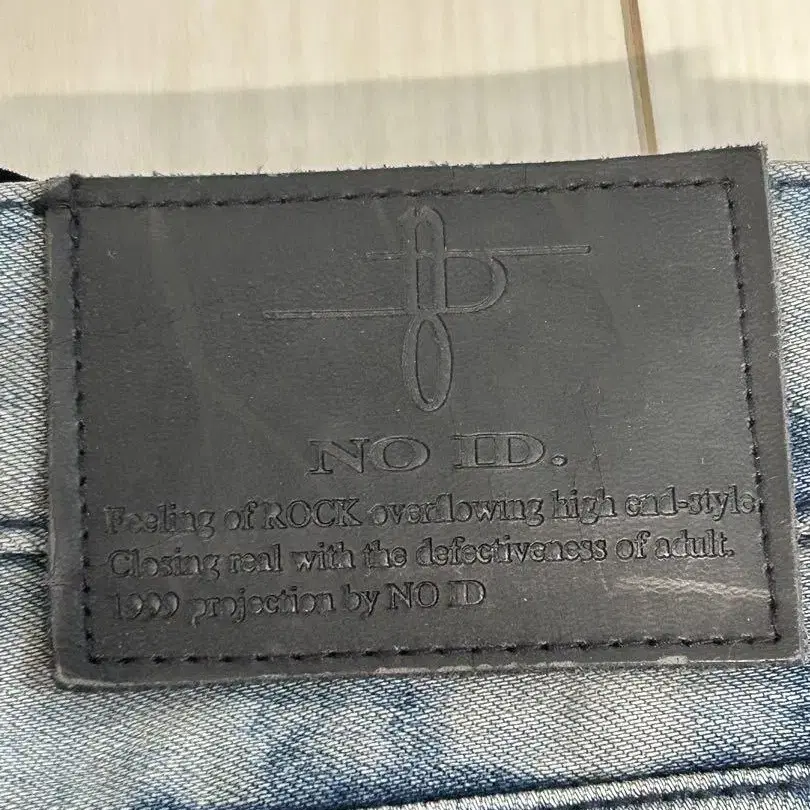 NO ID.
Feeling of ROCK overflowing high end-style
Closing real with the defectiveness of adult.
1999 projection by NO ID